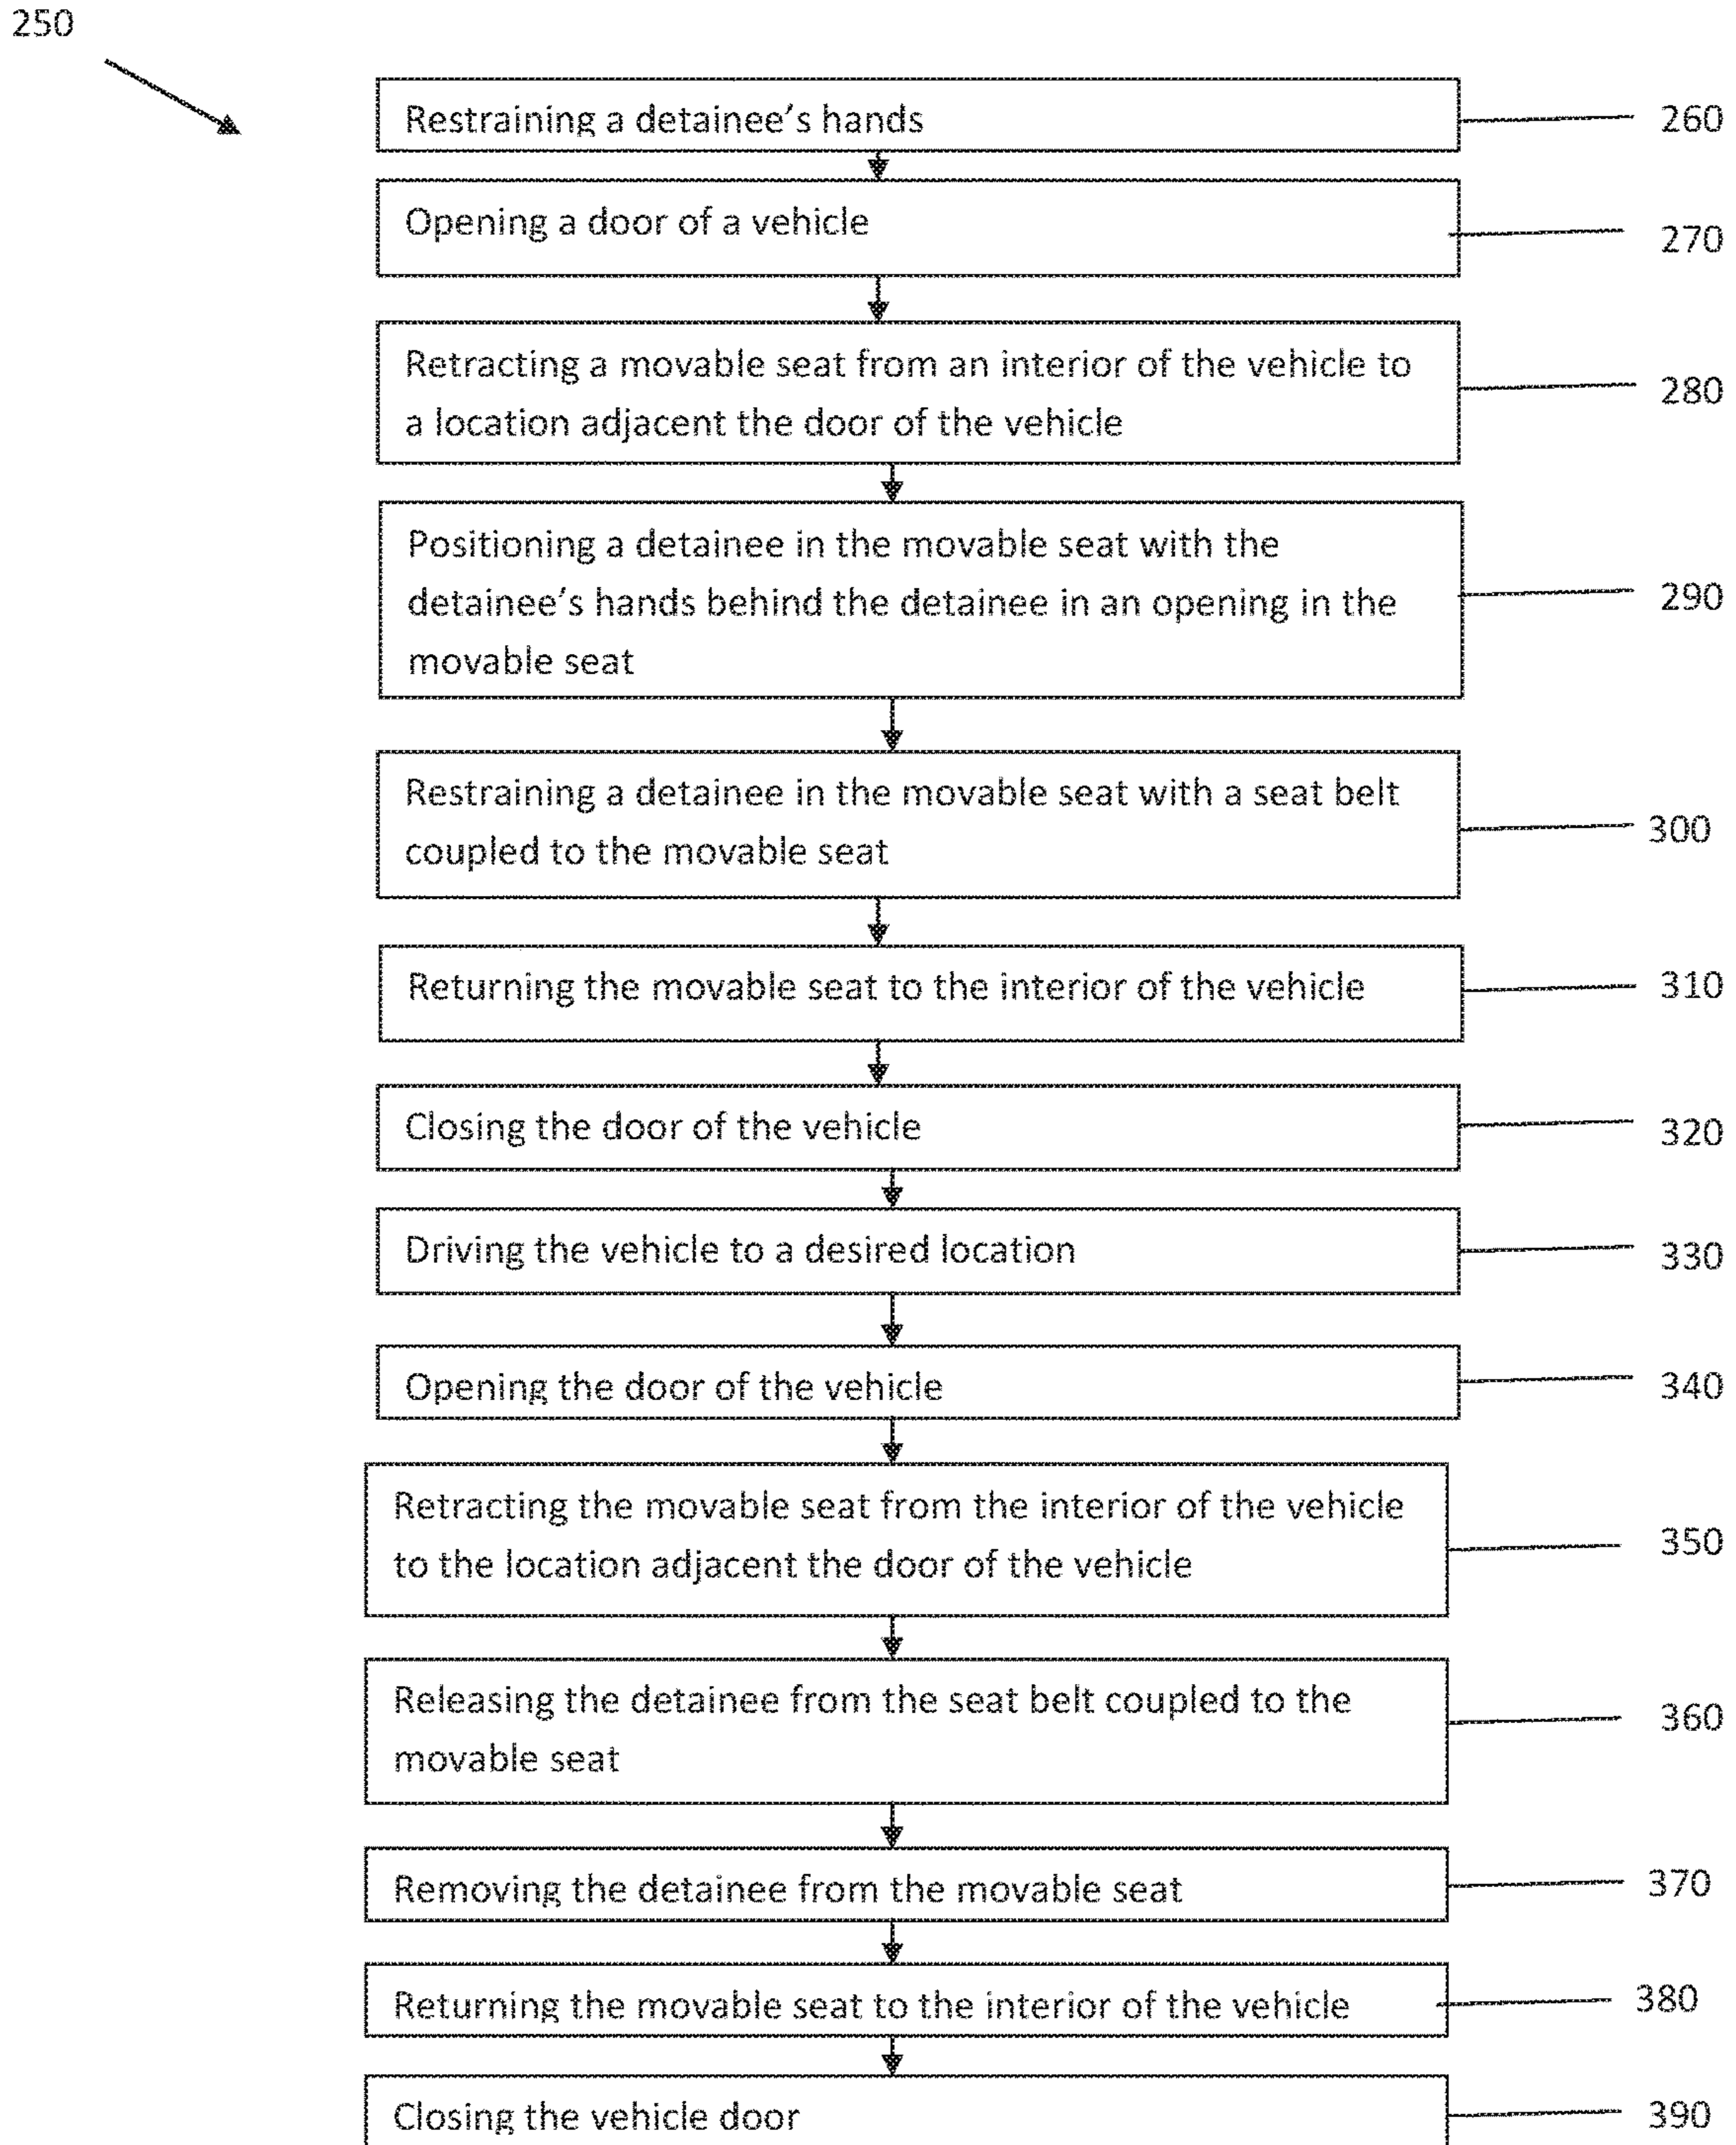 250
Restraining a detainee's hands
260
Opening a door of a vehicle
270
Retracting a movable seat from an interior of the vehicle to
a location adjacent the door of the vehicle
280
Positioning a detainee in the movable seat with the
detainee's hands behind the detainee in an opening in the
movable seat
290
Restraining a detainee in the movable seat with a seat belt
coupled to the movable seat
300
Returning the movable seat to the interior of the vehicle
310
Closing the door of the vehicle
320
Driving the vehicle to a desired location
330
Opening the door of the vehicle
340
Retracting the movable seat from the interior of the vehicle
to the location adjacent the door of the vehicle
350
Releasing the detainee from the seat belt coupled to the
movable seat
360
Removing the detainee from the movable seat
370
Returning the movable seat to the interior of the vehicle
380
Closing the vehicle door
390